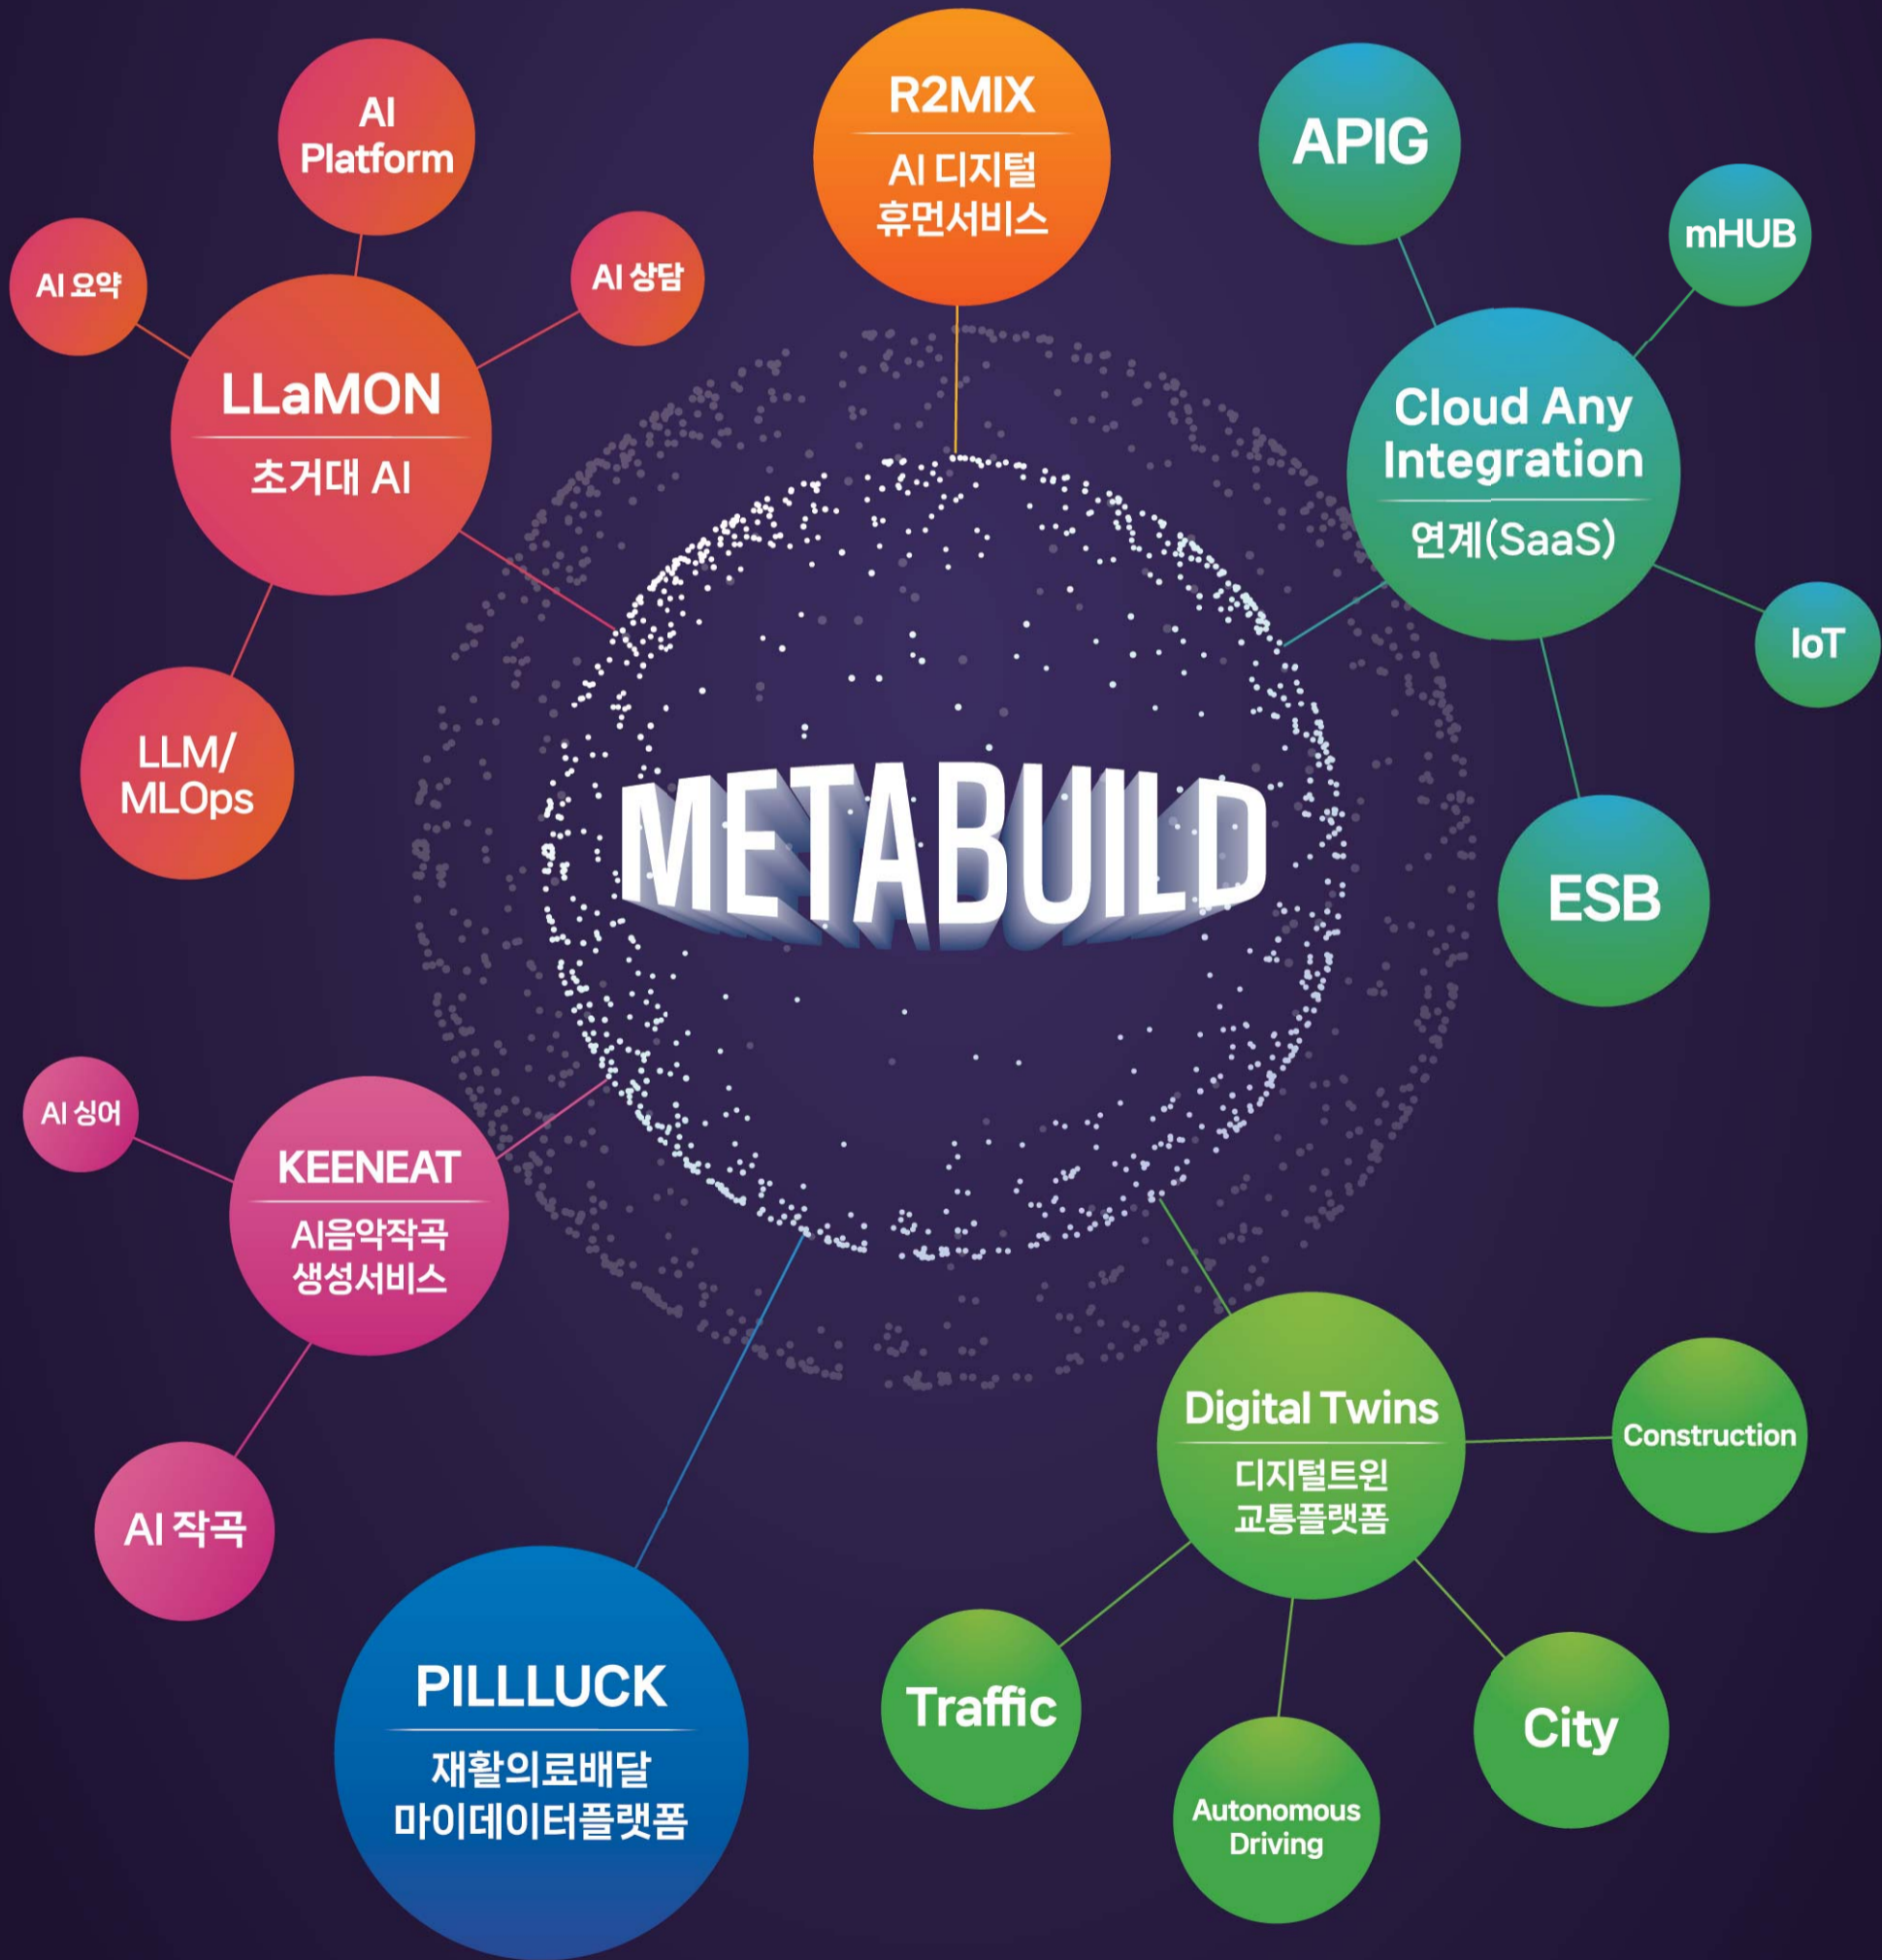 AI
Platform
AI 요약
AI 상담
LLaMON
초거대 AI
LLM/
MLOps
R2MIX
AI 디지털
휴먼서비스
APIG
mHUB
Cloud Any
Integration
연계(SaaS)
IoT
ESB
METABUILD
AI 싱어
KEENEAT
AI음악작곡
생성서비스
AI 작곡
PILLLUCK
재활의료배달
마이데이터플랫폼
Digital Twins
디지털트윈
교통플랫폼
Construction
Traffic
Autonomous
Driving
City